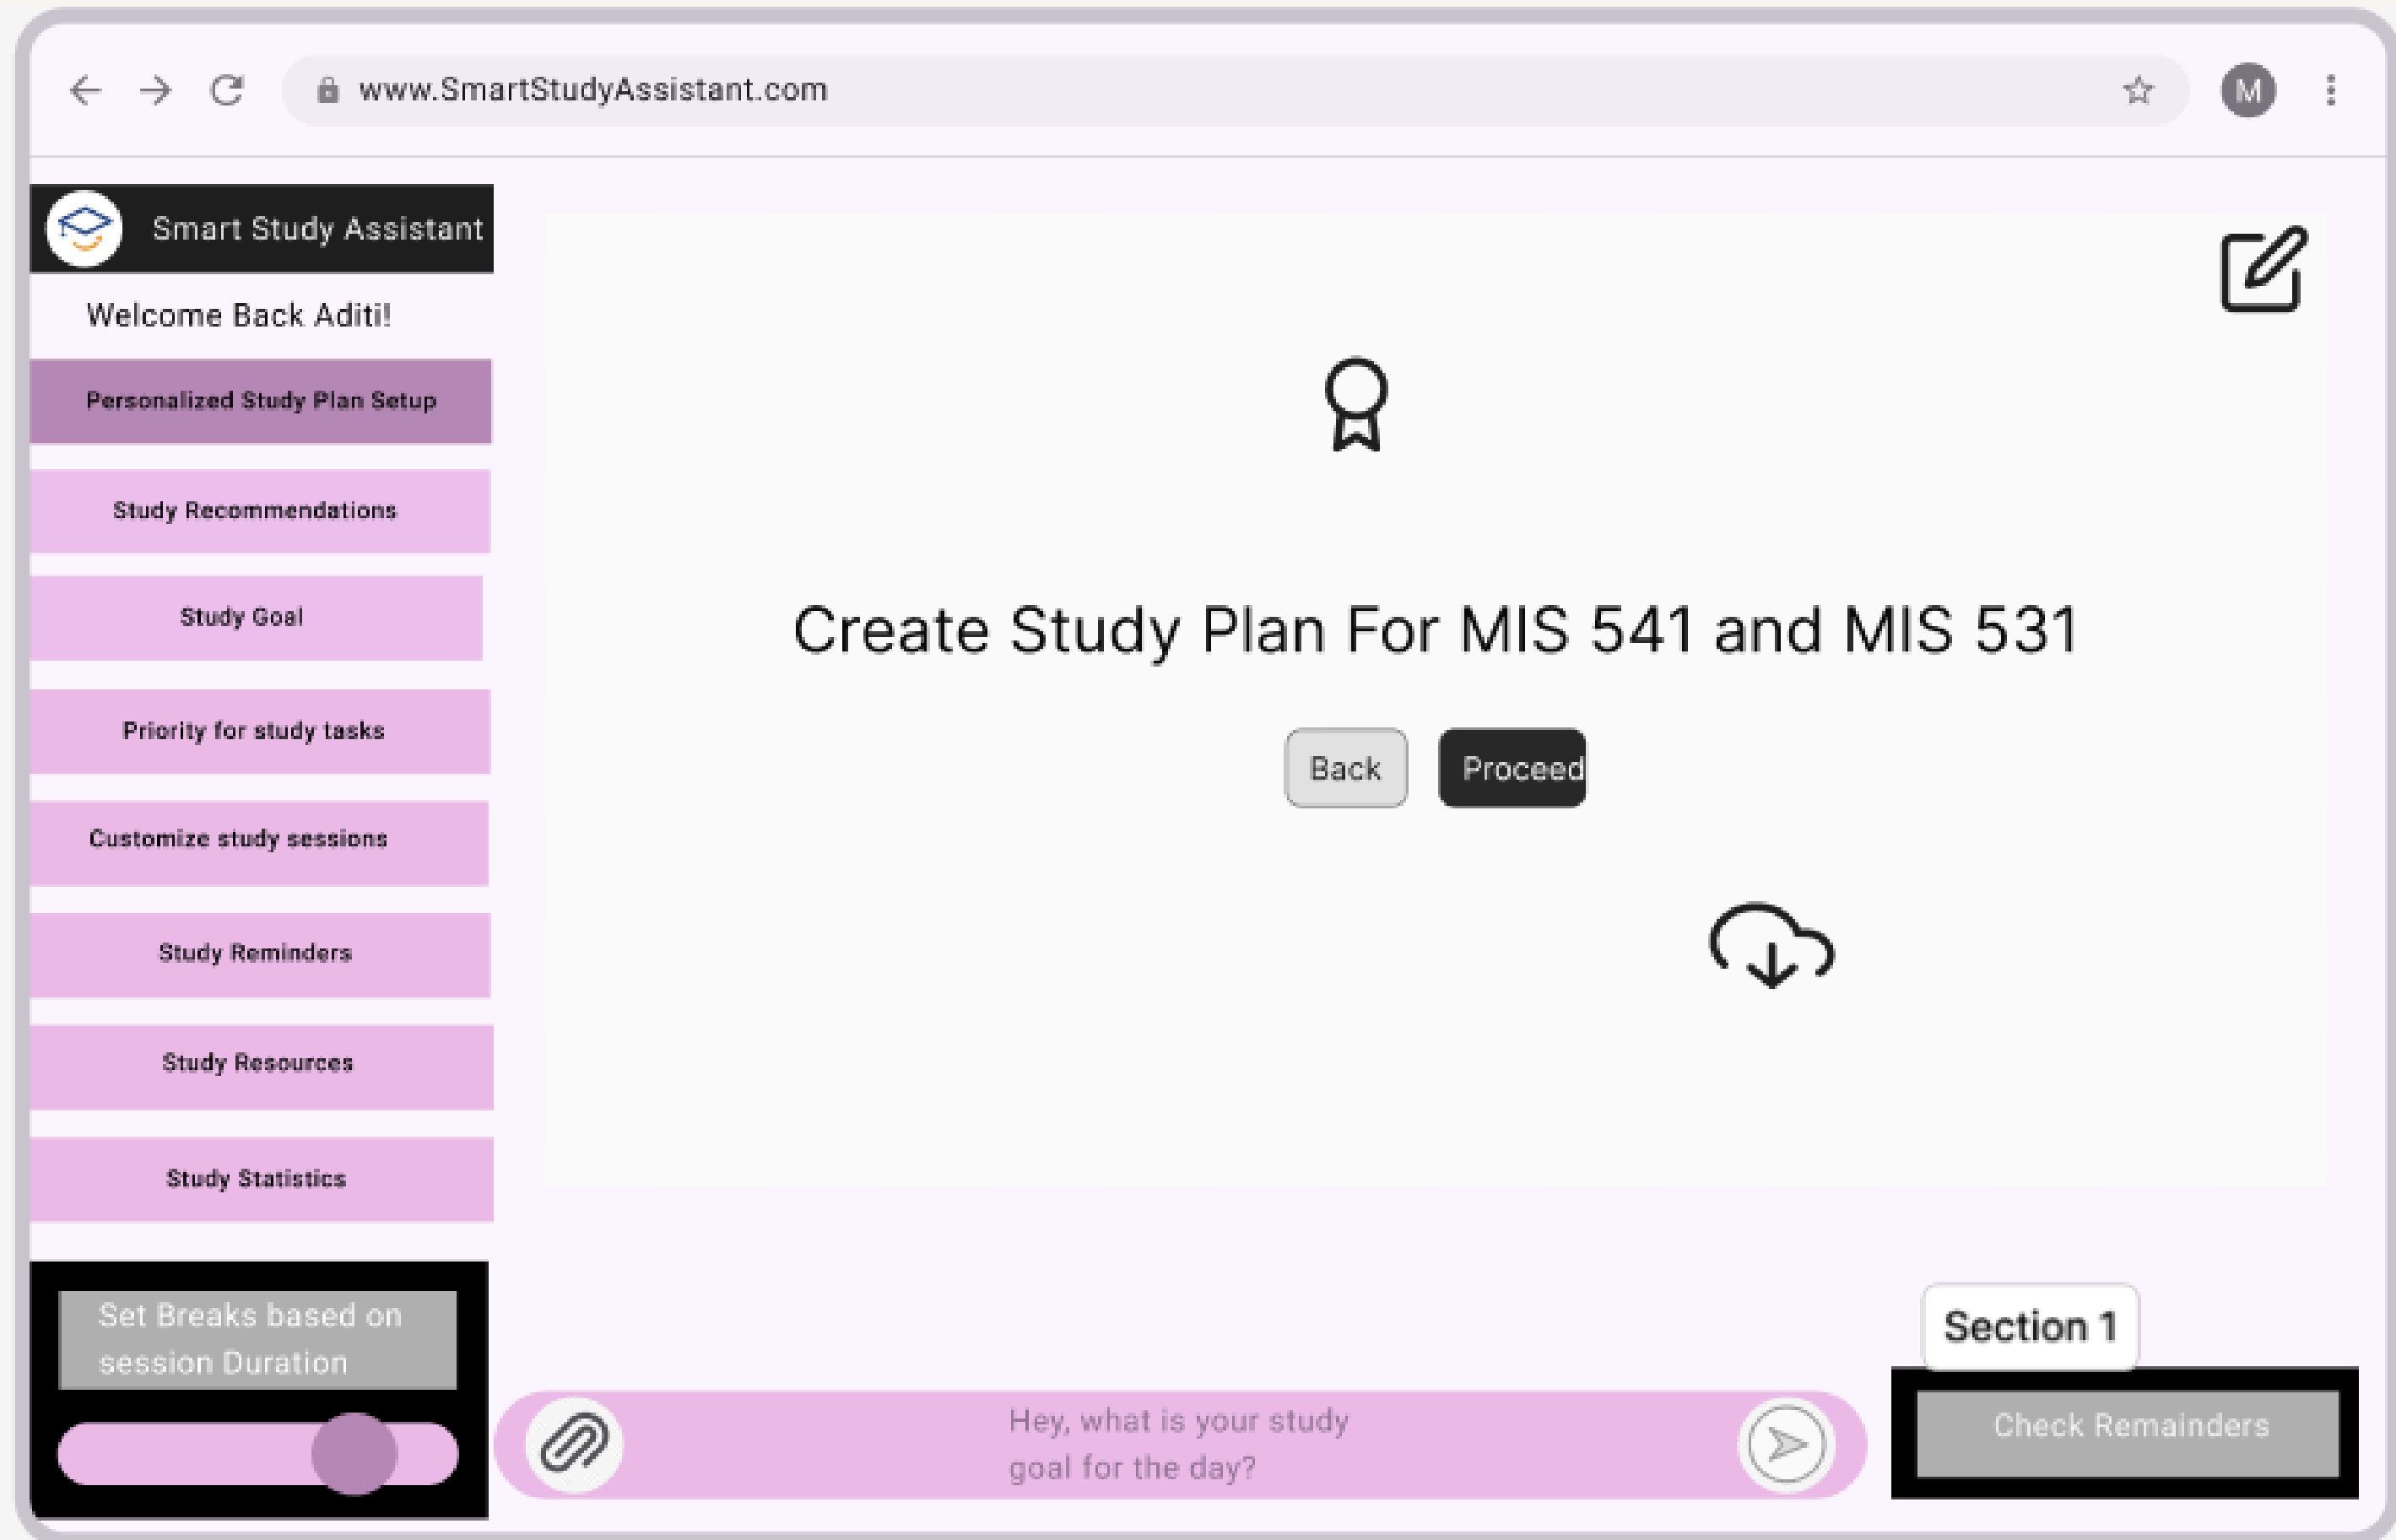 www.SmartStudyAssistant.com
M
Smart Study Assistant
Welcome Back Aditi!
Personalized Study Plan Setup
Study Recommendations
Study Goal
Priority for study tasks
Customize study sessions
Study Reminders
Study Resources
Study Statistics
Set Breaks based on
session Duration
Create Study Plan For MIS 541 and MIS 531
Back
Proceed
Hey, what is your study
goal for the day?
Section 1
Check Remainders